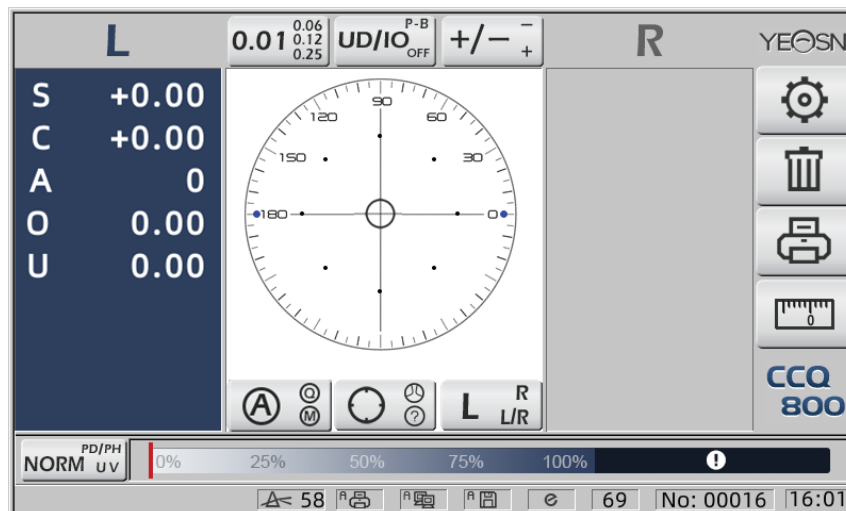 L
0.01 0.06
0.12
0.25
UD/IO P-B
OFF
+/- -
+
R
YEOSN
S +0.00
C +0.00
A 0
O 0.00
U 0.00
90
120
60
150
30
180
0
0
A Q
M
?
L R
L/R
CCQ
800
NORM PD/PH
UV
0% 25% 50% 75% 100% !
58 A A A e 69 No: 00016 16:01